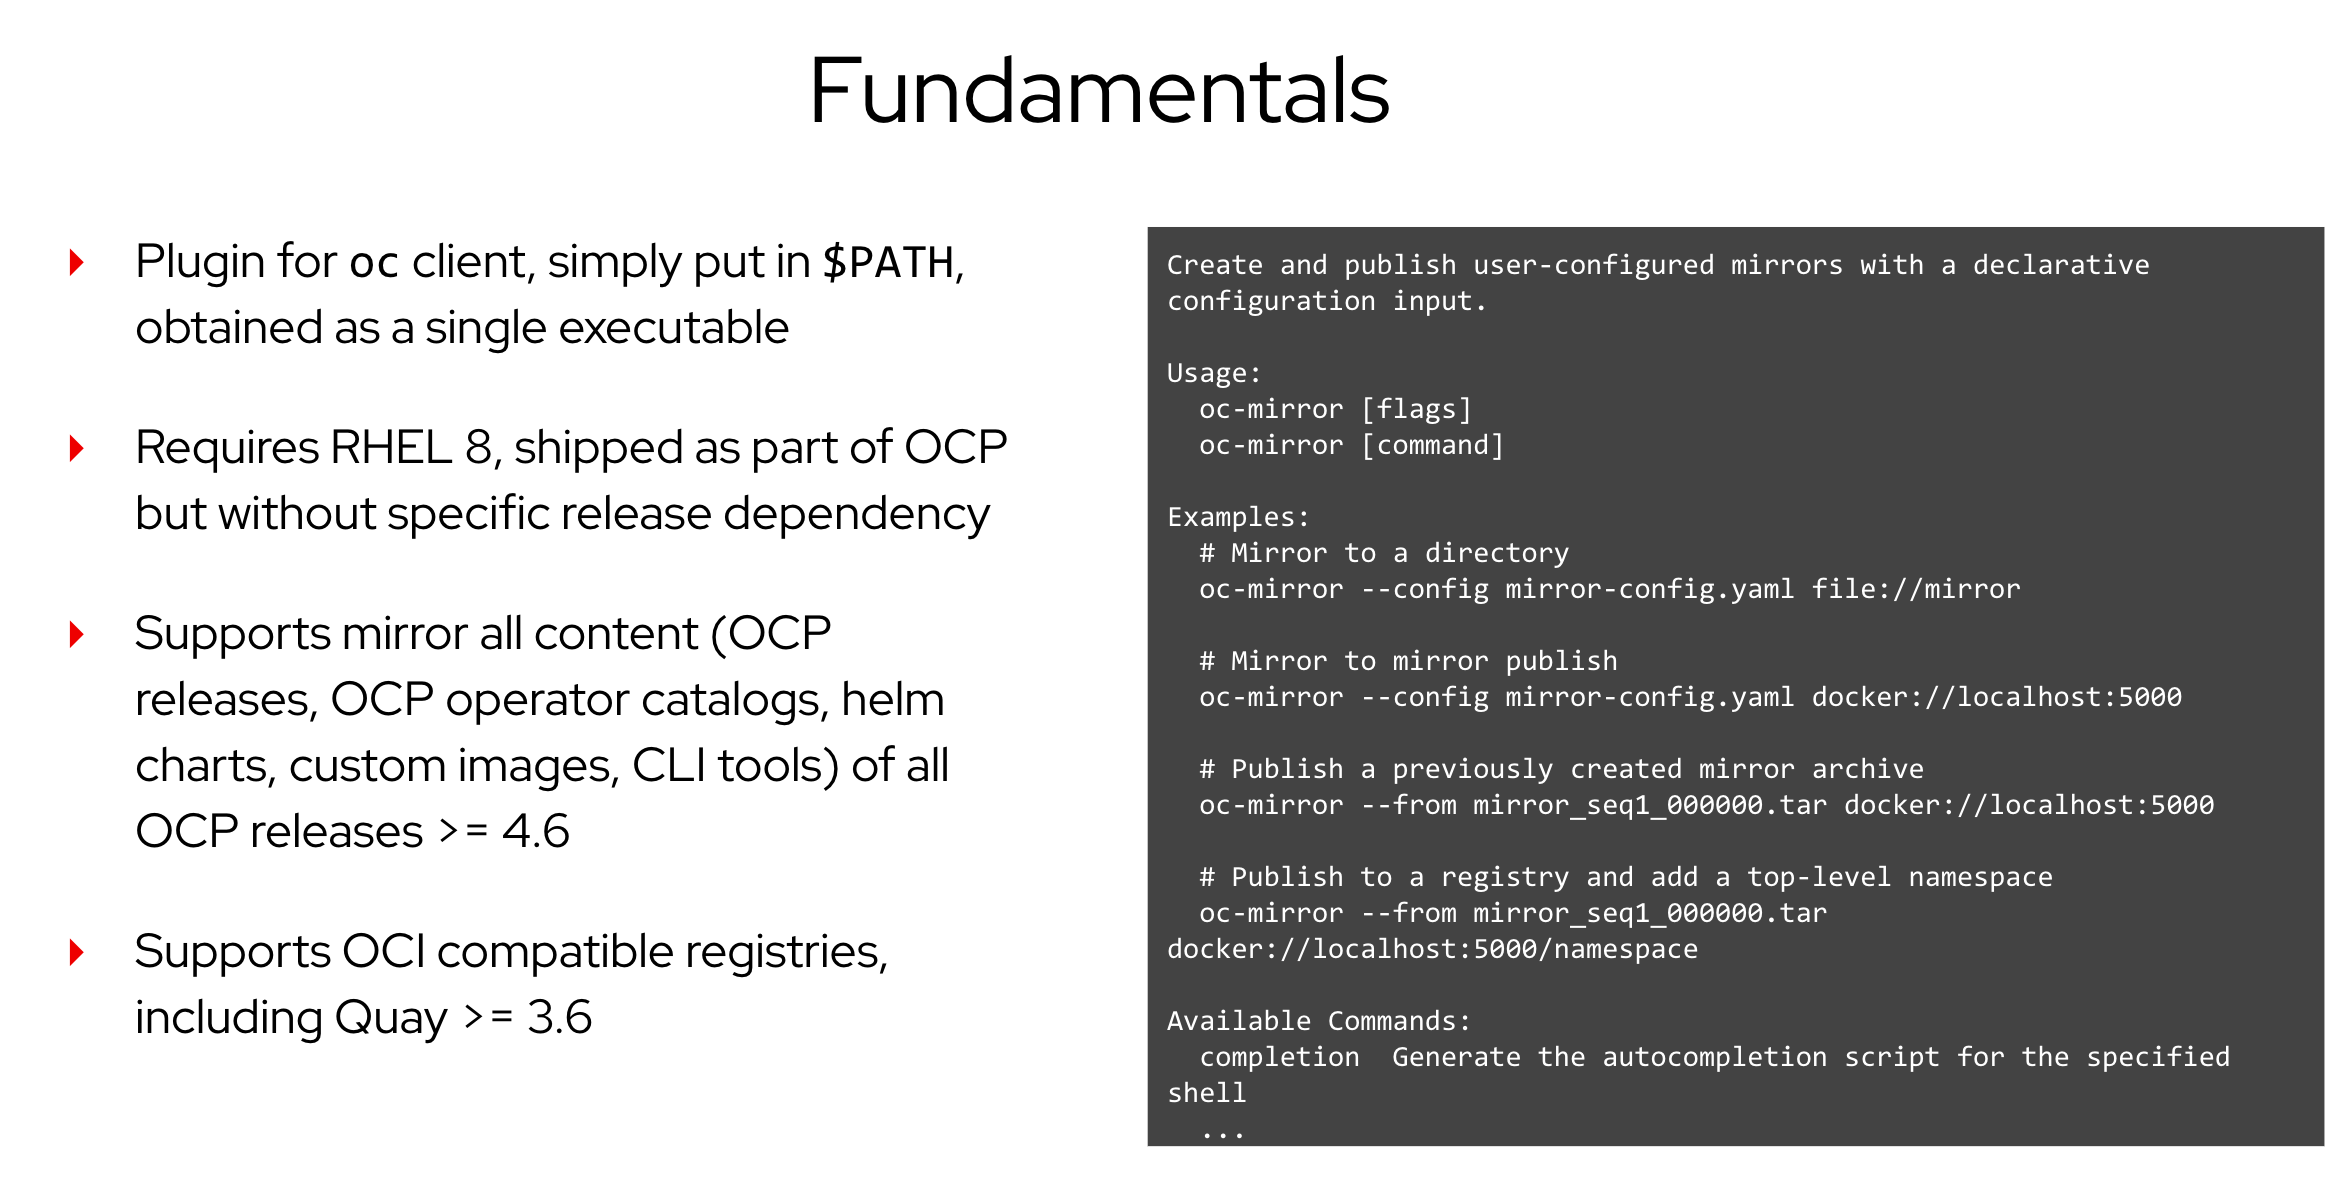 Fundamentals
Plugin for oc client, simply put in $PATH,
obtained as a single executable
Requires RHEL 8, shipped as part of OCP
but without specific release dependency
Supports mirror all content (OCP
releases, OCP operator catalogs, helm
charts, custom images, CLI tools) of all
OCP releases >= 4.6
Supports OCI compatible registries,
including Quay >= 3.6
Create and publish user-configured mirrors with a declarative
configuration input.
Usage:
oc-mirror [flags]
oc-mirror [command]
Examples:
# Mirror to a directory
oc-mirror --config mirror-config.yaml file://mirror
# Mirror to mirror publish
oc-mirror --config mirror-config.yaml docker://localhost:5000
# Publish a previously created mirror archive
oc-mirror --from mirror_seq1_000000.tar docker://localhost:5000
# Publish to a registry and add a top-level namespace
oc-mirror --from mirror_seq1_000000.tar
docker://localhost:5000/namespace
Available Commands:
completion  Generate the autocompletion script for the specified
shell
...